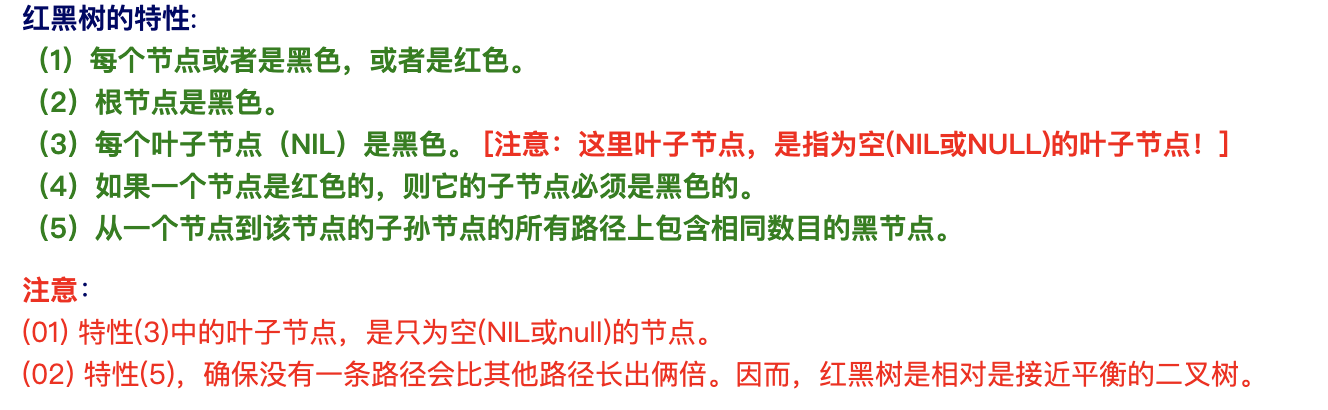 红黑树的特性:
（1）每个节点或者是黑色，或者是红色。
（2）根节点是黑色。
（3）每个叶子节点（NIL）是黑色。[注意：这里叶子节点，是指为空(NIL或NULL)的叶子节点！]
（4）如果一个节点是红色的，则它的子节点必须是黑色的。
（5）从一个节点到该节点的子孙节点的所有路径上包含相同数目的黑节点。
注意：
(01) 特性(3)中的叶子节点，是只为空(NIL或null)的节点。
(02) 特性(5)，确保没有一条路径会比其他路径长出俩倍。因而，红黑树是相对是接近平衡的二叉树。